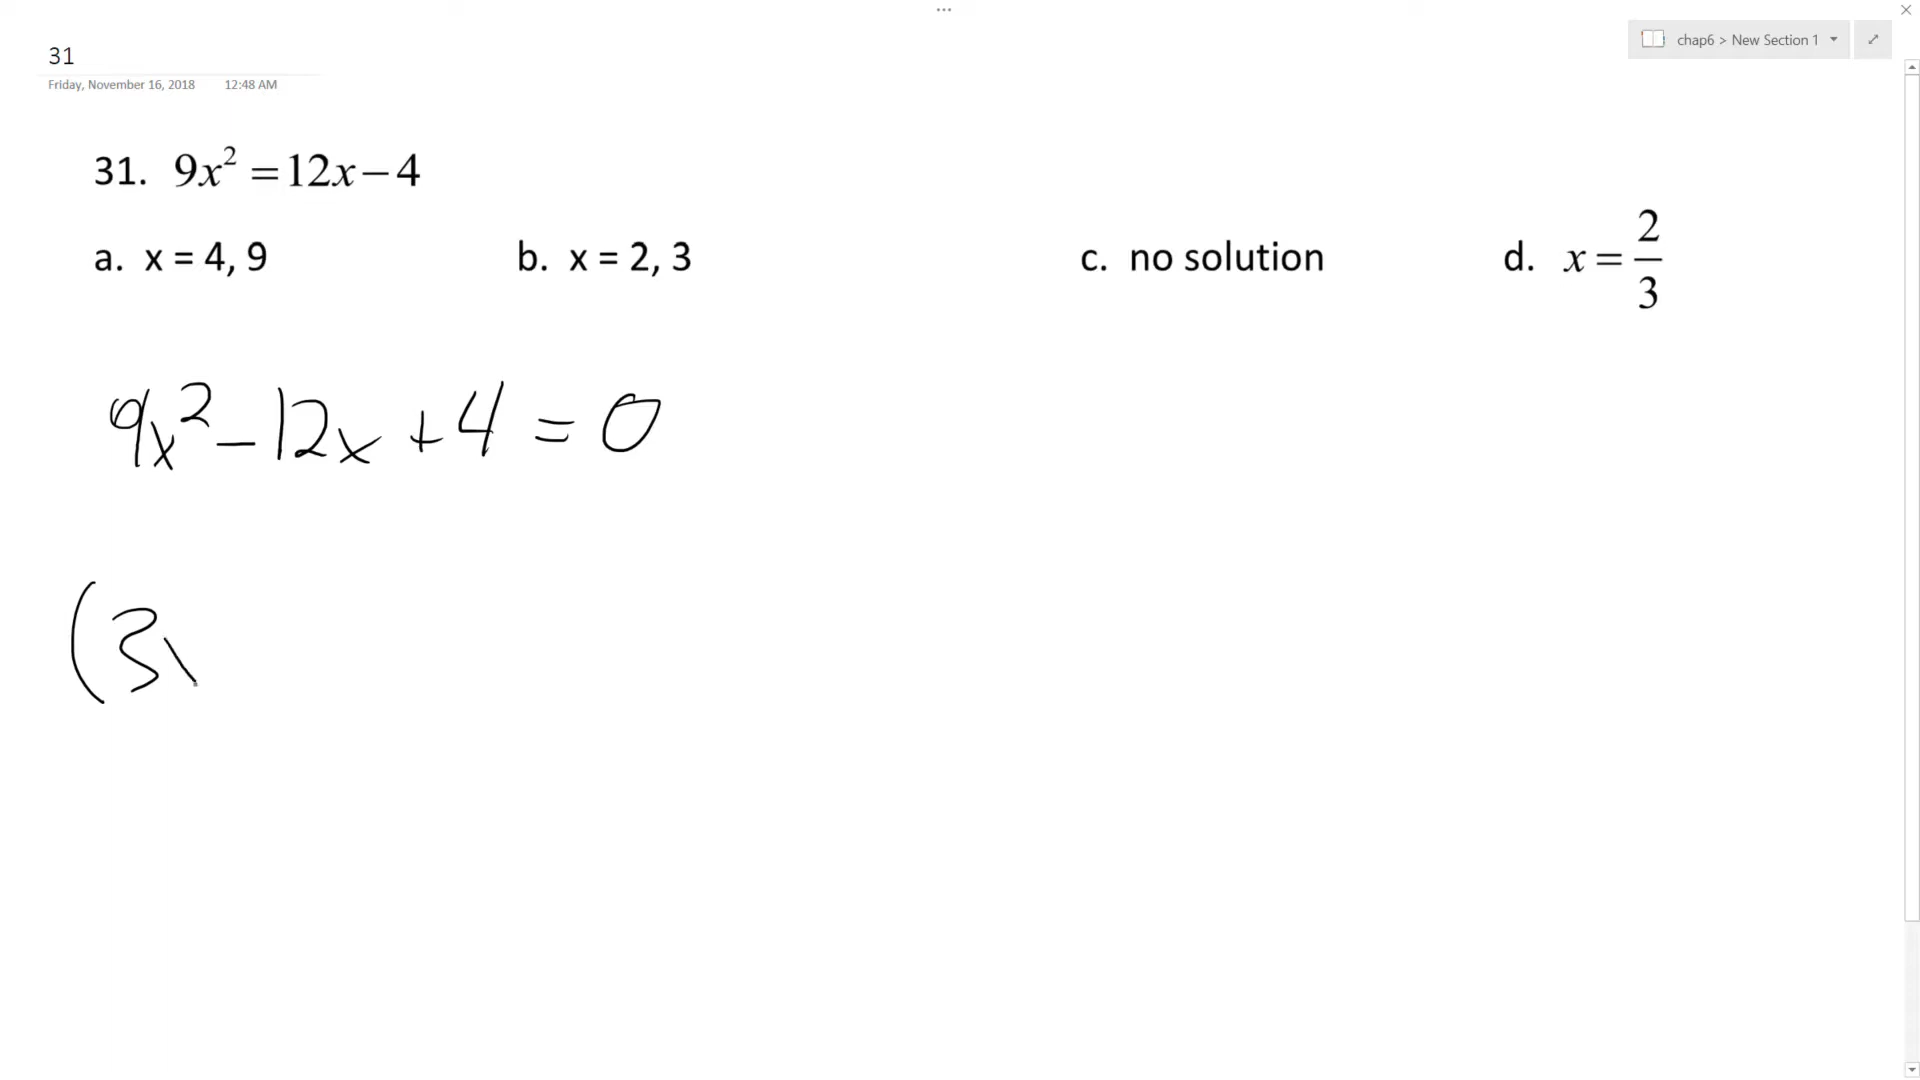 ...
chap6 > New Section 1
31
Friday, November 16, 2018 12:48 AM
31. 9x² = 12x − 4
a. x = 4, 9 b. x = 2, 3 c. no solution d. x = 2/3
9x² − 12x + 4 = 0
(3